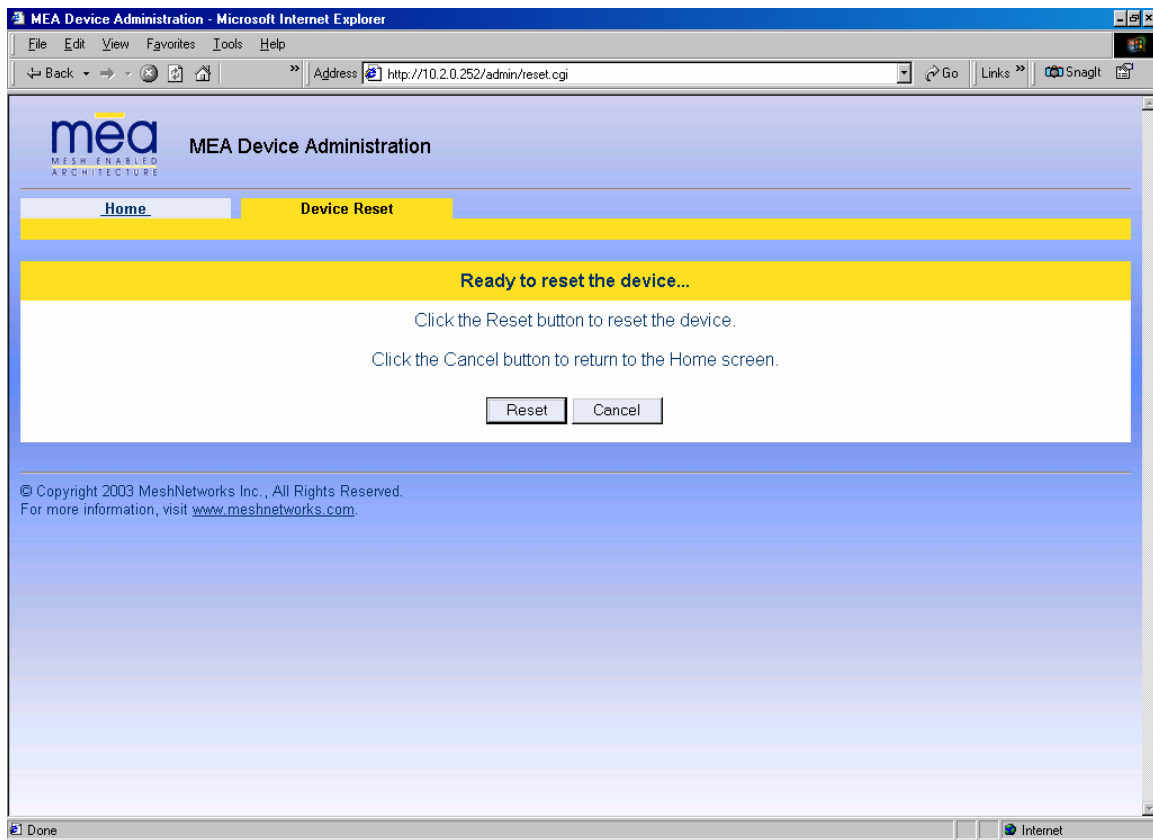 MEA Device Administration - Microsoft Internet Explorer
File Edit View Favorites Tools Help
Back » Address http://10.2.0.252/admin/reset.cgi Go Links » SnagIt
mea
MESH ENABLED
ARCHITECTURE
MEA Device Administration
Home Device Reset
Ready to reset the device...
Click the Reset button to reset the device.
Click the Cancel button to return to the Home screen.
Reset Cancel
© Copyright 2003 MeshNetworks Inc., All Rights Reserved.
For more information, visit www.meshnetworks.com.
Done Internet